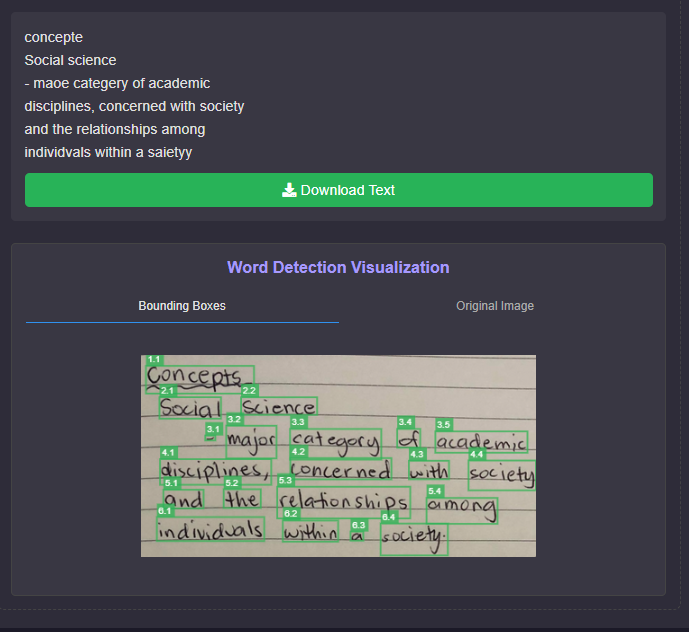 concepte
Social science
- maoe categery of academic
disciplines, concerned with society
and the relationships among
individvals within a saietyy
Download Text
Word Detection Visualization
Bounding Boxes Original Image
1.1
Concepts
2.1 2.2
Social Science
3.1 3.2 3.3 3.4 3.5
- major category of academic
4.1 4.2 4.3 4.4
disciplines, concerned with society
5.1 5.2 5.3 5.4
and the relationships among
6.1 6.2 6.3 6.4
individuals within a society.